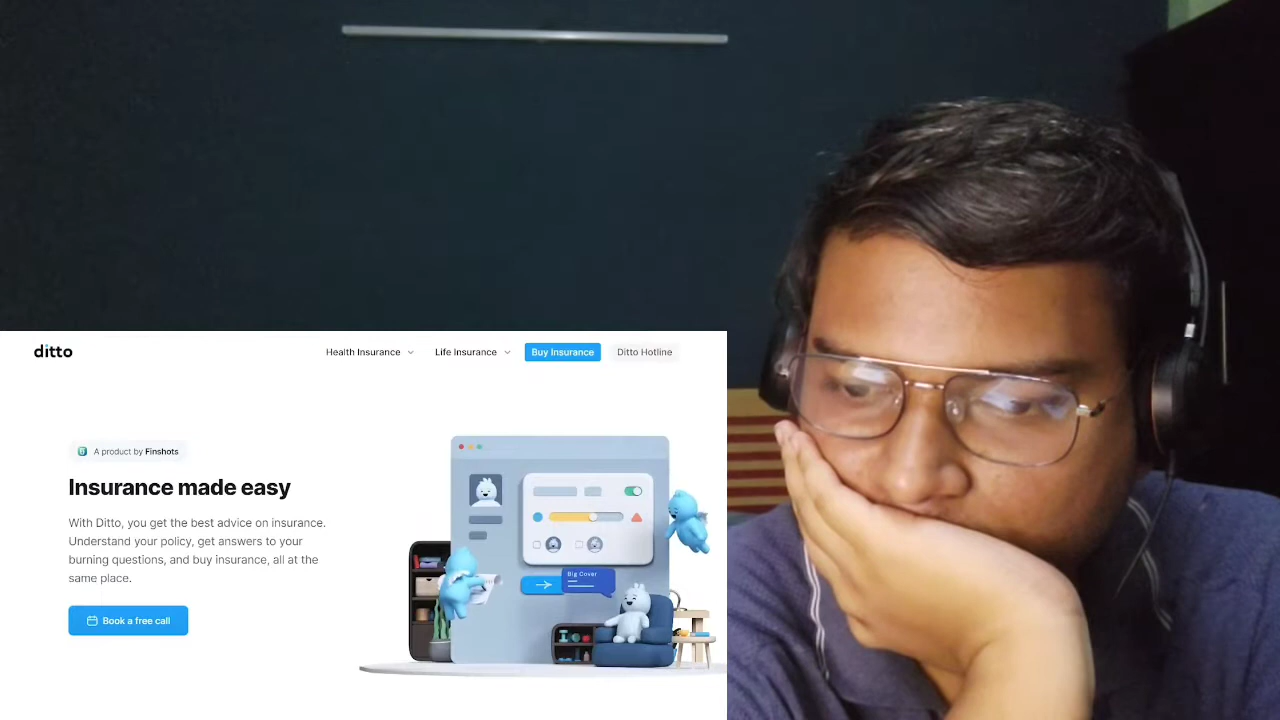 ditto
Health Insurance Life Insurance Buy Insurance Ditto Hotline
A product by Finshots
Insurance made easy
With Ditto, you get the best advice on insurance.
Understand your policy, get answers to your
burning questions, and buy insurance, all at the
same place.
Book a free call
Big Cover